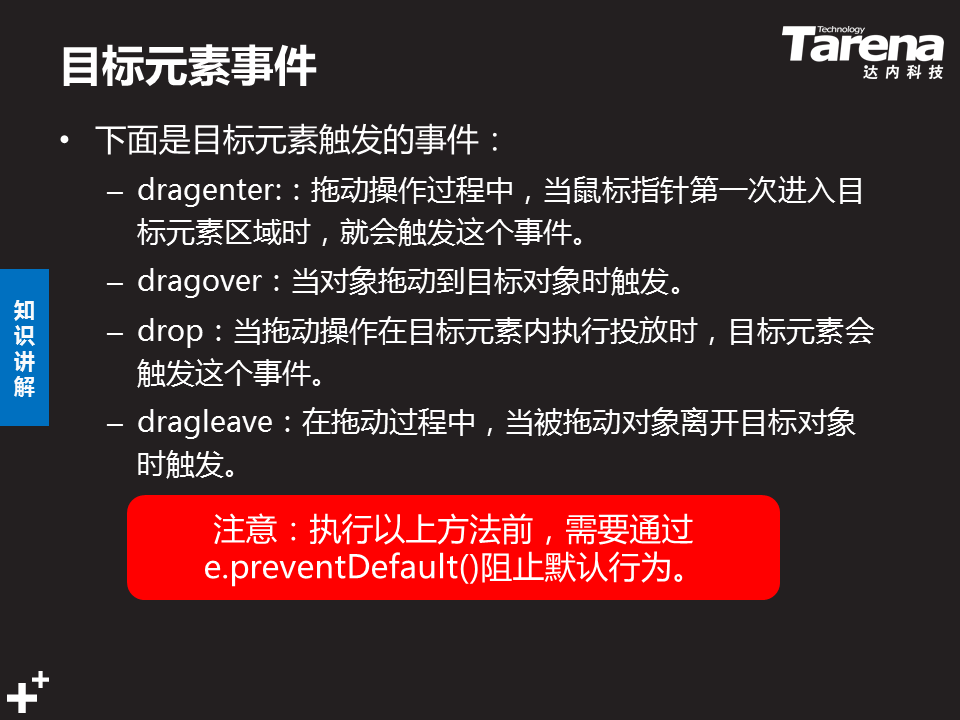 目标元素事件
Technology
Tarena
达内科技
• 下面是目标元素触发的事件：
– dragenter:：拖动操作过程中，当鼠标指针第一次进入目
标元素区域时，就会触发这个事件。
– dragover：当对象拖动到目标对象时触发。
– drop：当拖动操作在目标元素内执行投放时，目标元素会
触发这个事件。
– dragleave：在拖动过程中，当被拖动对象离开目标对象
时触发。
知
识
讲
解
注意：执行以上方法前，需要通过
e.preventDefault()阻止默认行为。